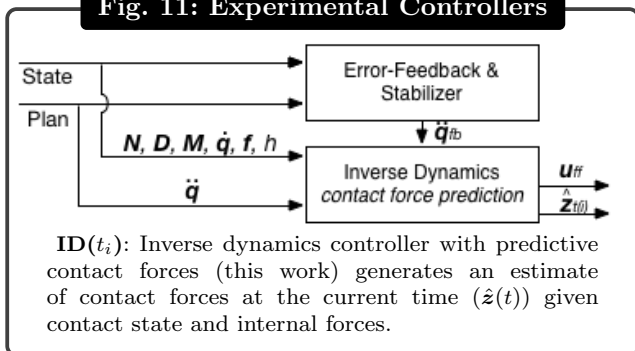 Fig. 11: Experimental Controllers
State
Plan
Error-Feedback &
Stabilizer
q̈fb
N, D, M, q̇, f, h
q̈
Inverse Dynamics
contact force prediction
uff
ẑt(i)
ID(tᵢ): Inverse dynamics controller with predictive
contact forces (this work) generates an estimate
of contact forces at the current time (ẑ(t)) given
contact state and internal forces.